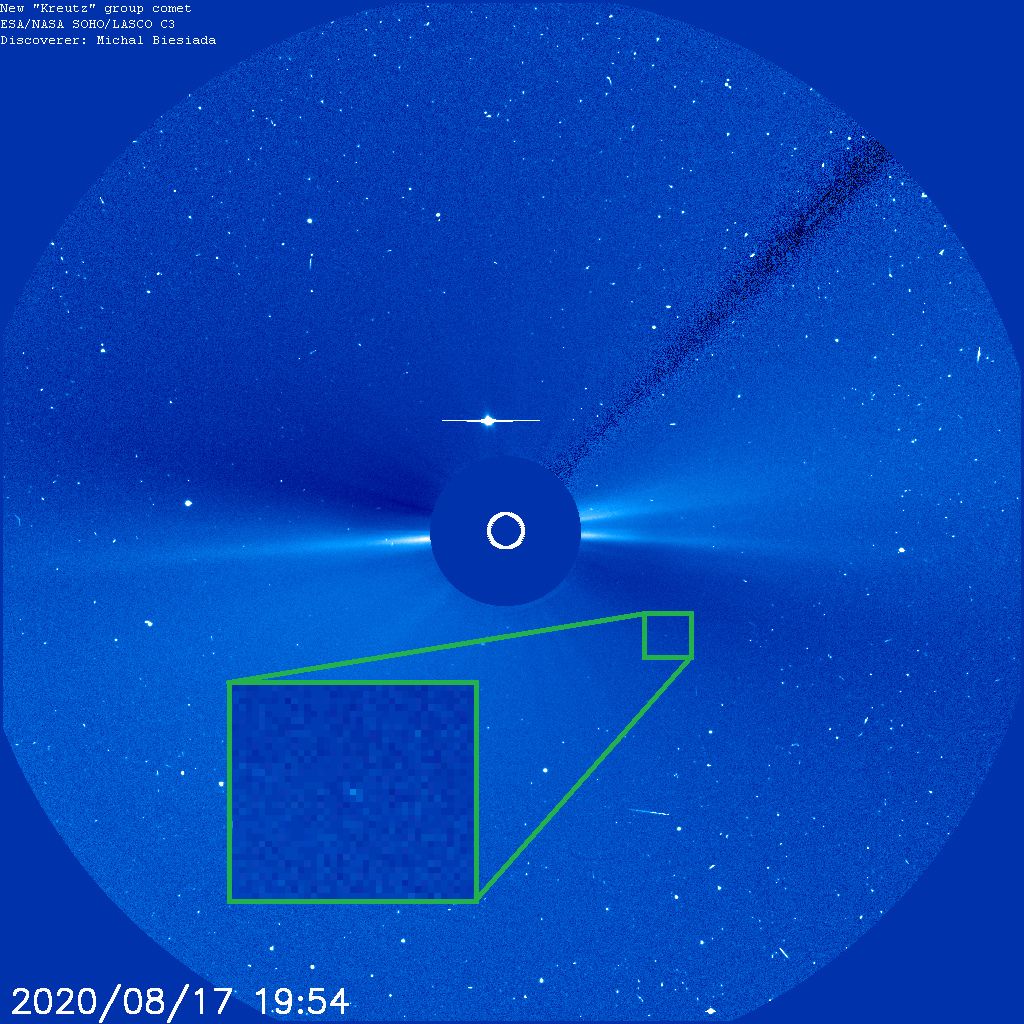 New "Kreutz" group comet
ESA/NASA SOHO/LASCO C3
Discoverer: Michal Biesiada
2020/08/17 19:54